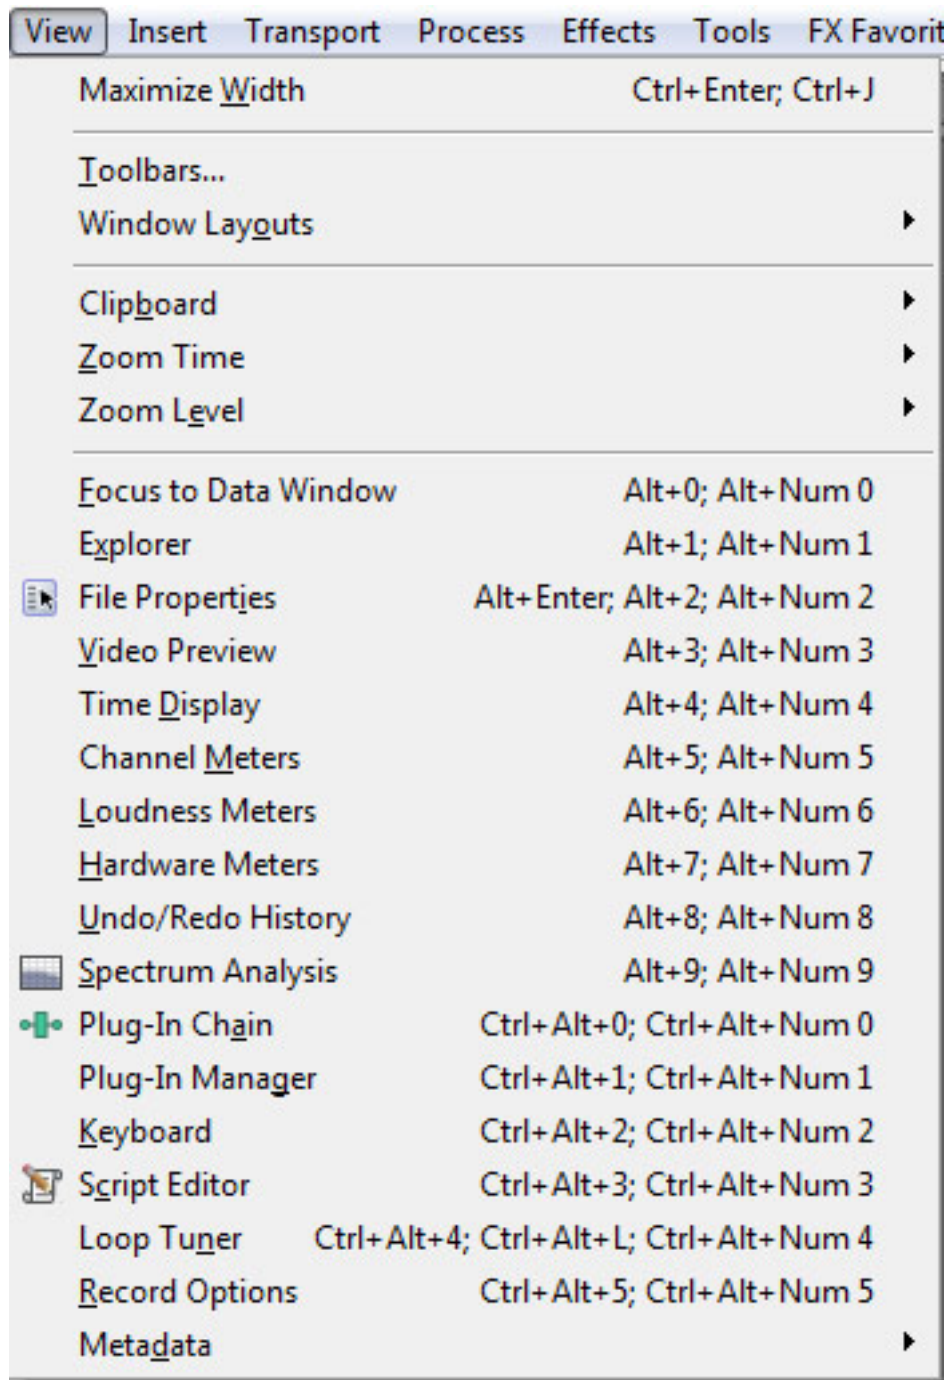 View Insert Transport Process Effects Tools FX Favorit
Maximize Width Ctrl+Enter; Ctrl+J
Toolbars...
Window Layouts
Clipboard
Zoom Time
Zoom Level
Focus to Data Window Alt+0; Alt+Num 0
Explorer Alt+1; Alt+Num 1
File Properties Alt+Enter; Alt+2; Alt+Num 2
Video Preview Alt+3; Alt+Num 3
Time Display Alt+4; Alt+Num 4
Channel Meters Alt+5; Alt+Num 5
Loudness Meters Alt+6; Alt+Num 6
Hardware Meters Alt+7; Alt+Num 7
Undo/Redo History Alt+8; Alt+Num 8
Spectrum Analysis Alt+9; Alt+Num 9
Plug-In Chain Ctrl+Alt+0; Ctrl+Alt+Num 0
Plug-In Manager Ctrl+Alt+1; Ctrl+Alt+Num 1
Keyboard Ctrl+Alt+2; Ctrl+Alt+Num 2
Script Editor Ctrl+Alt+3; Ctrl+Alt+Num 3
Loop Tuner Ctrl+Alt+4; Ctrl+Alt+L; Ctrl+Alt+Num 4
Record Options Ctrl+Alt+5; Ctrl+Alt+Num 5
Metadata